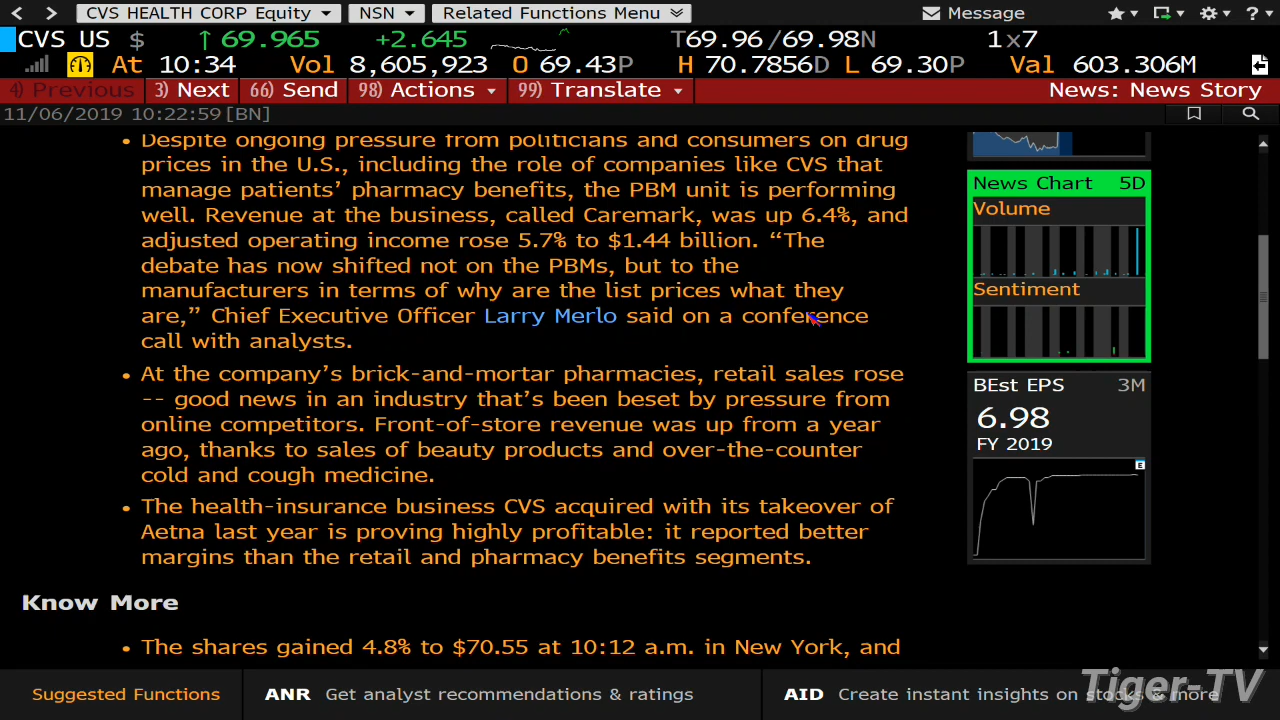 CVS HEALTH CORP Equity NSN Related Functions Menu Message ?
CVS US $ ↑ 69.965 +2.645 T69.96/69.98N 1x7
At 10:34 Vol 8,605,923 O 69.43P H 70.7856D L 69.30P Val 603.306M
4) Previous 3) Next 66) Send 98) Actions 99) Translate News: News Story
11/06/2019 10:22:59 [BN]
• Despite ongoing pressure from politicians and consumers on drug
prices in the U.S., including the role of companies like CVS that
manage patients’ pharmacy benefits, the PBM unit is performing
well. Revenue at the business, called Caremark, was up 6.4%, and
adjusted operating income rose 5.7% to $1.44 billion. “The
debate has now shifted not on the PBMs, but to the
manufacturers in terms of why are the list prices what they
are,” Chief Executive Officer Larry Merlo said on a conference
call with analysts.
• At the company’s brick-and-mortar pharmacies, retail sales rose
-- good news in an industry that’s been beset by pressure from
online competitors. Front-of-store revenue was up from a year
ago, thanks to sales of beauty products and over-the-counter
cold and cough medicine.
• The health-insurance business CVS acquired with its takeover of
Aetna last year is proving highly profitable: it reported better
margins than the retail and pharmacy benefits segments.
Know More
• The shares gained 4.8% to $70.55 at 10:12 a.m. in New York, and
News Chart 5D
Volume
Sentiment
BEst EPS 3M
6.98
FY 2019
E
Suggested Functions ANR Get analyst recommendations & ratings AID Create instant insights on stocks & more
Tiger-TV